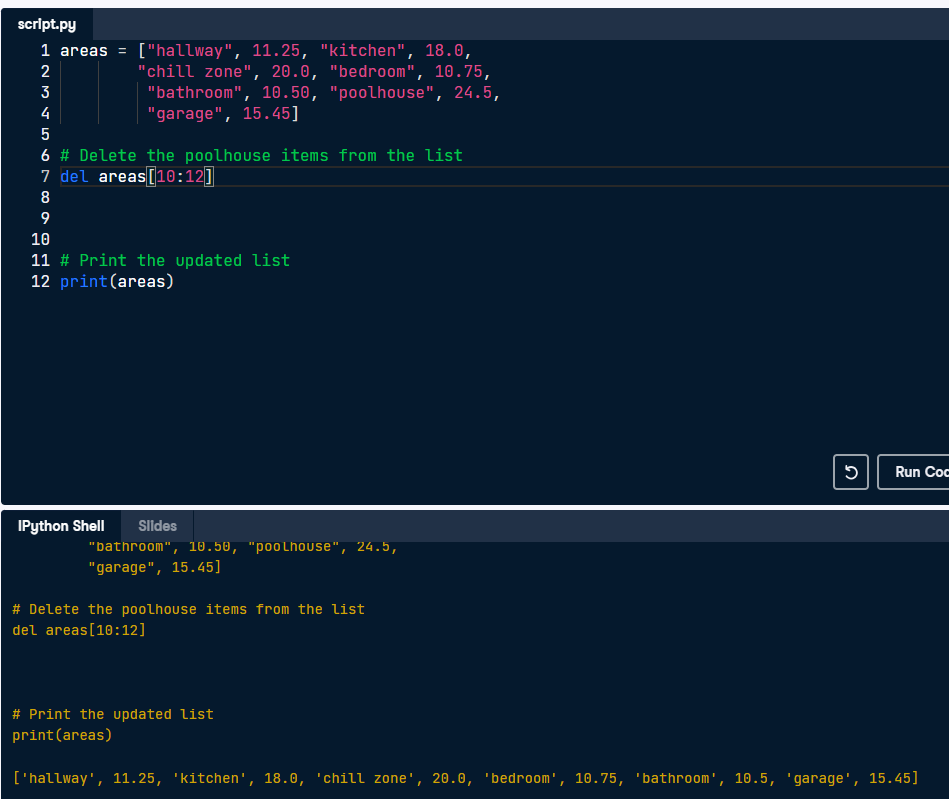 script.py
1 areas = ["hallway", 11.25, "kitchen", 18.0,
2 "chill zone", 20.0, "bedroom", 10.75,
3 "bathroom", 10.50, "poolhouse", 24.5,
4 "garage", 15.45]
5
6 # Delete the poolhouse items from the list
7 del areas[10:12]
8
9
10
11 # Print the updated list
12 print(areas)
Run Cod
IPython Shell Slides
"bathroom", 10.50, "poolhouse", 24.5,
"garage", 15.45]
# Delete the poolhouse items from the list
del areas[10:12]
# Print the updated list
print(areas)
['hallway', 11.25, 'kitchen', 18.0, 'chill zone', 20.0, 'bedroom', 10.75, 'bathroom', 10.5, 'garage', 15.45]